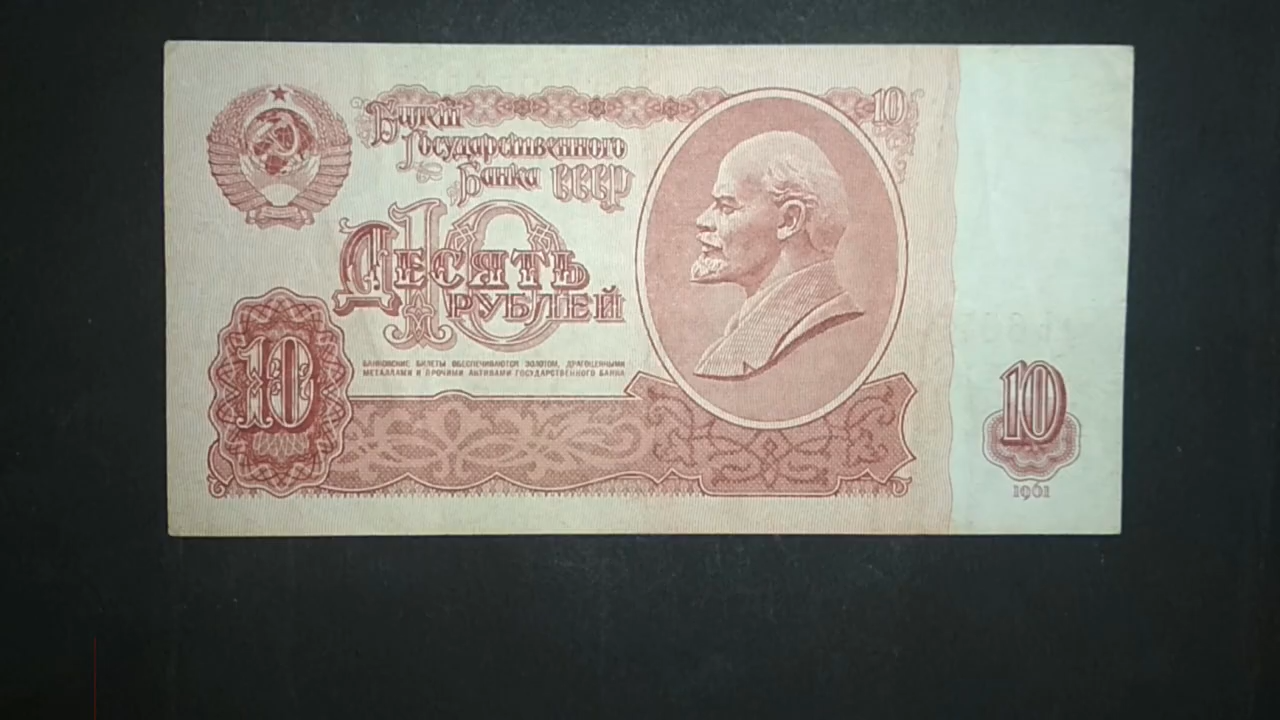 Билет
Государственного
Банка СССР
10
10
Десять
рублей
БАНКОВСКИЕ БИЛЕТЫ ОБЕСПЕЧИВАЮТСЯ ЗОЛОТОМ, ДРАГОЦЕННЫМИ
МЕТАЛЛАМИ И ПРОЧИМИ АКТИВАМИ ГОСУДАРСТВЕННОГО БАНКА
10
10
1961